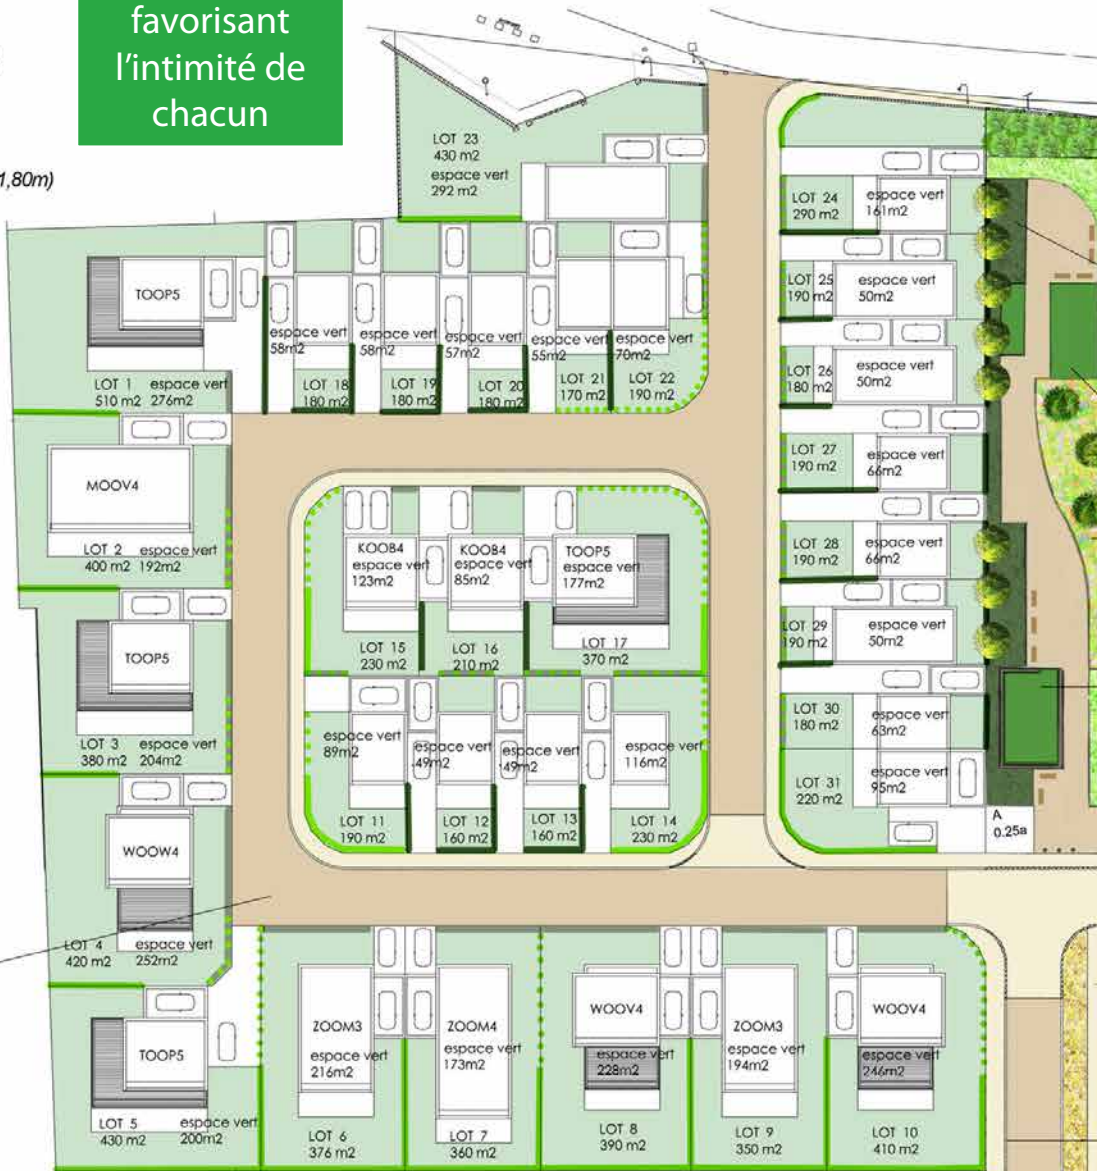 favorisant
l'intimité de
chacun
1,80m)
LOT 23
430 m2
espace vert
292 m2
LOT 24
290 m2
espace vert
161m2
LOT 25
190 m2
espace vert
50m2
LOT 26
180 m2
espace vert
50m2
LOT 27
190 m2
espace vert
66m2
LOT 28
190 m2
espace vert
66m2
LOT 29
190 m2
espace vert
50m2
LOT 30
180 m2
espace vert
63m2
LOT 31
220 m2
espace vert
95m2
A
0.25a
TOOP5
LOT 1 espace vert
510 m2 276m2
espace vert
58m2
LOT 18
180 m2
espace vert
58m2
LOT 19
180 m2
espace vert
57m2
LOT 20
180 m2
espace vert
55m2
LOT 21
170 m2
espace vert
70m2
LOT 22
190 m2
MOOV4
LOT 2 espace vert
400 m2 192m2
TOOP5
LOT 3 espace vert
380 m2 204m2
WOOW4
LOT 4 espace vert
420 m2 252m2
TOOP5
LOT 5 espace vert
430 m2 200m2
KOOB4
espace vert
123m2
LOT 15
230 m2
KOOB4
espace vert
85m2
LOT 16
210 m2
TOOP5
espace vert
177m2
LOT 17
370 m2
espace vert
89m2
LOT 11
190 m2
espace vert
49m2
LOT 12
160 m2
espace vert
49m2
LOT 13
160 m2
espace vert
116m2
LOT 14
230 m2
ZOOM3
espace vert
216m2
LOT 6
376 m2
ZOOM4
espace vert
173m2
LOT 7
360 m2
WOOV4
espace vert
228m2
LOT 8
390 m2
ZOOM3
espace vert
194m2
LOT 9
350 m2
WOOV4
espace vert
246m2
LOT 10
410 m2